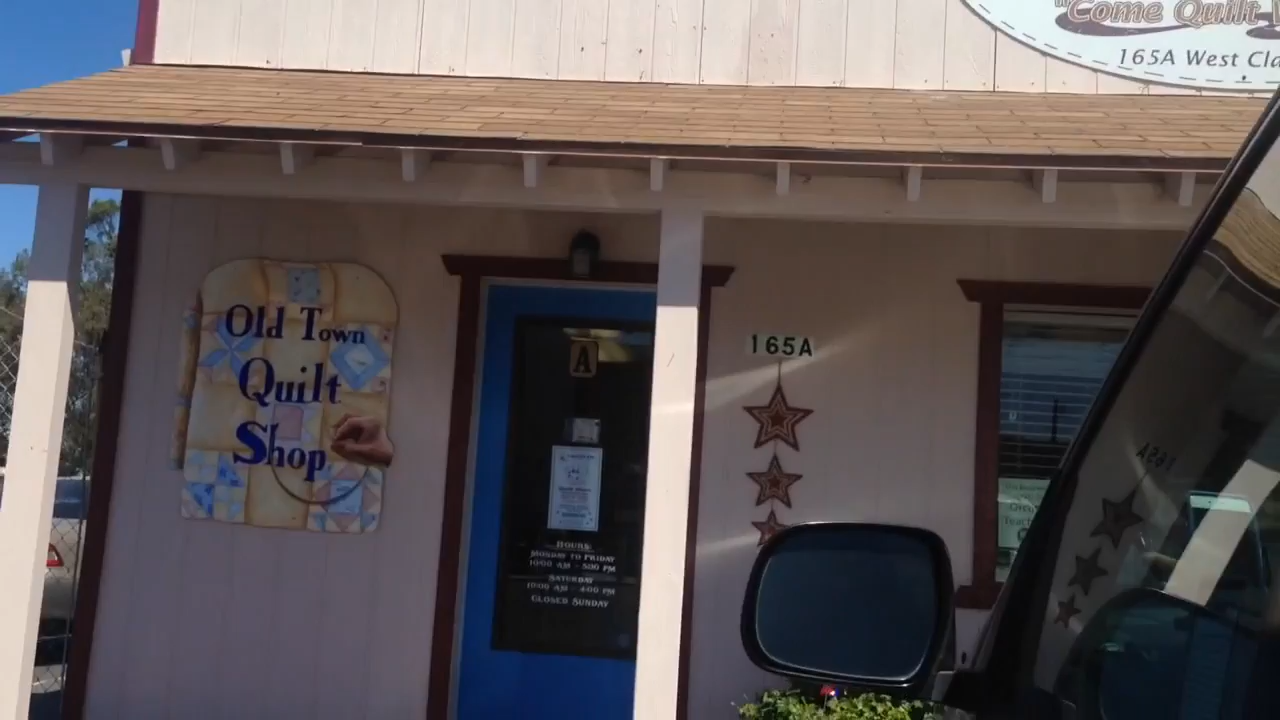 "Come Quilt
165A West Cla
Old Town
Quilt
Shop
A
165A
HOURS:
MONDAY TO FRIDAY
10:00 AM - 5:00 PM
SATURDAY
10:00 AM - 4:00 PM
CLOSED SUNDAY
165A